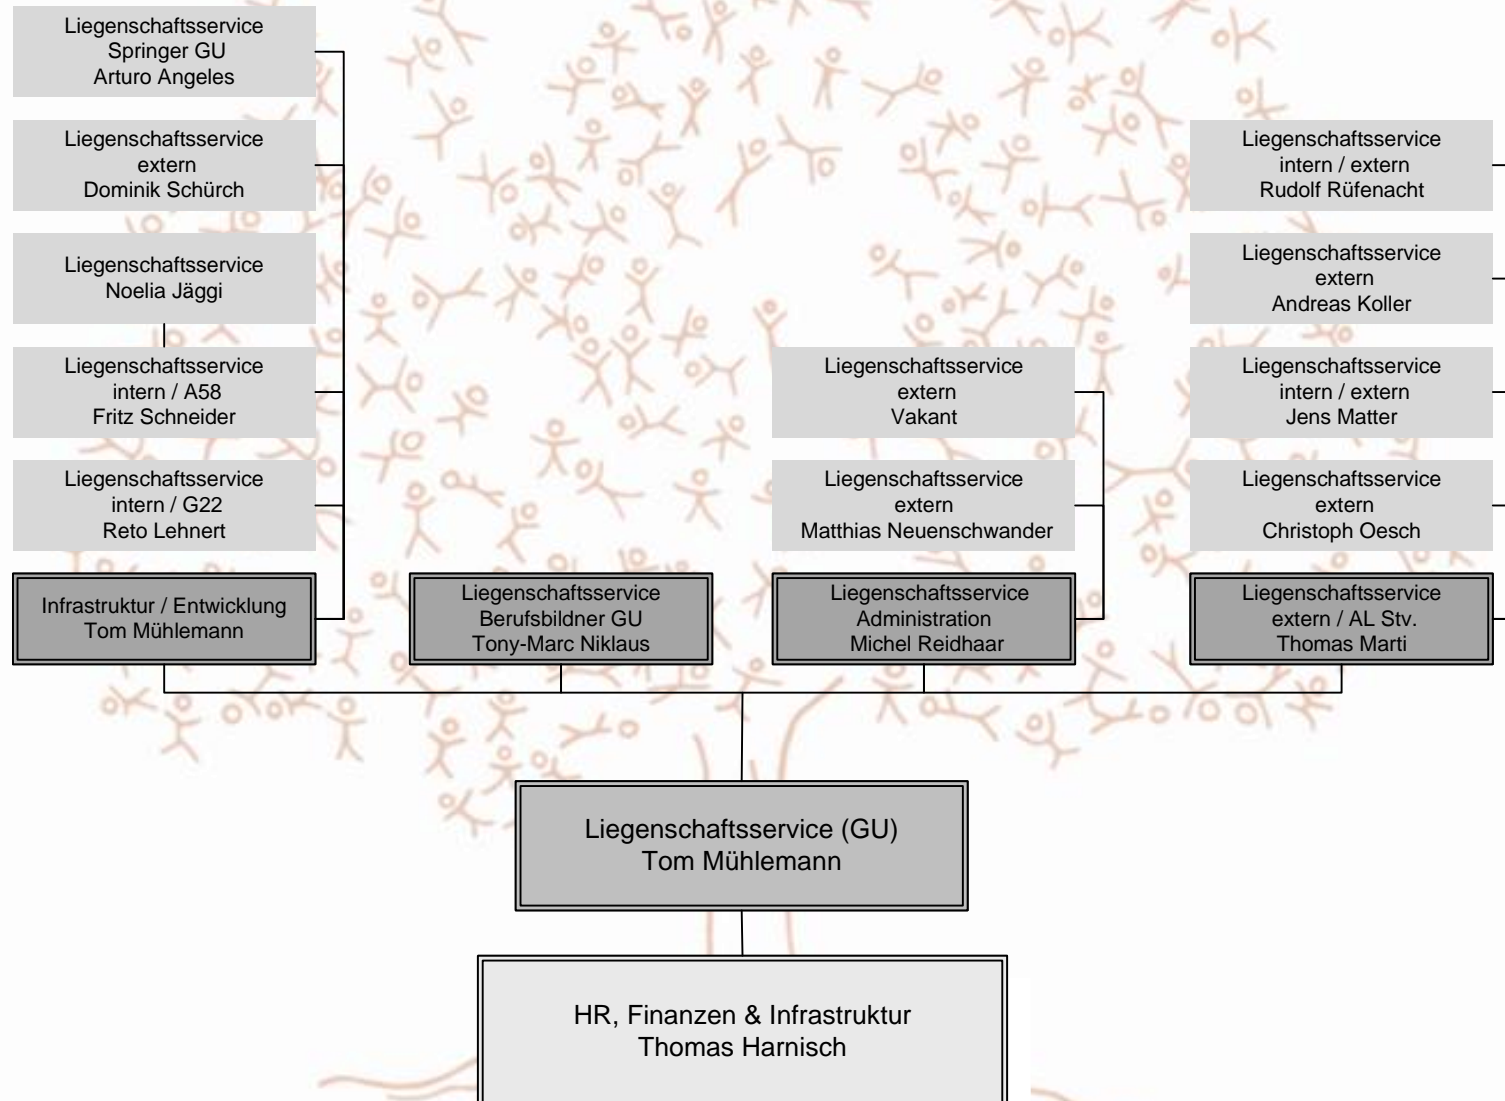 Liegenschaftsservice
Springer GU
Arturo Angeles
Liegenschaftsservice
extern
Dominik Schürch
Liegenschaftsservice
Noelia Jäggi
Liegenschaftsservice
intern / A58
Fritz Schneider
Liegenschaftsservice
intern / G22
Reto Lehnert
Infrastruktur / Entwicklung
Tom Mühlemann
Liegenschaftsservice
Berufsbildner GU
Tony-Marc Niklaus
Liegenschaftsservice
extern
Vakant
Liegenschaftsservice
extern
Matthias Neuenschwander
Liegenschaftsservice
Administration
Michel Reidhaar
Liegenschaftsservice
intern / extern
Rudolf Rüfenacht
Liegenschaftsservice
extern
Andreas Koller
Liegenschaftsservice
intern / extern
Jens Matter
Liegenschaftsservice
extern
Christoph Oesch
Liegenschaftsservice
extern / AL Stv.
Thomas Marti
Liegenschaftsservice (GU)
Tom Mühlemann
HR, Finanzen & Infrastruktur
Thomas Harnisch